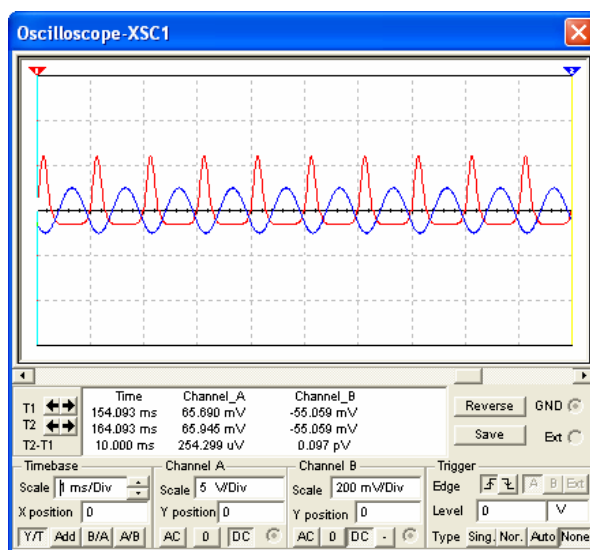 Oscilloscope-XSC1
1 2
Time Channel_A Channel_B
T1 154.093 ms 65.690 mV -55.059 mV
T2 164.093 ms 65.945 mV -55.059 mV
T2-T1 10.000 ms 254.299 uV 0.097 pV
Reverse GND
Save Ext
Timebase Channel A Channel B Trigger
Scale 1 ms/Div Scale 5 V/Div Scale 200 mV/Div Edge A B Ext
X position 0 Y position 0 Y position 0 Level 0 V
Y/T Add B/A A/B AC 0 DC AC 0 DC - Type Sing. Nor. Auto None